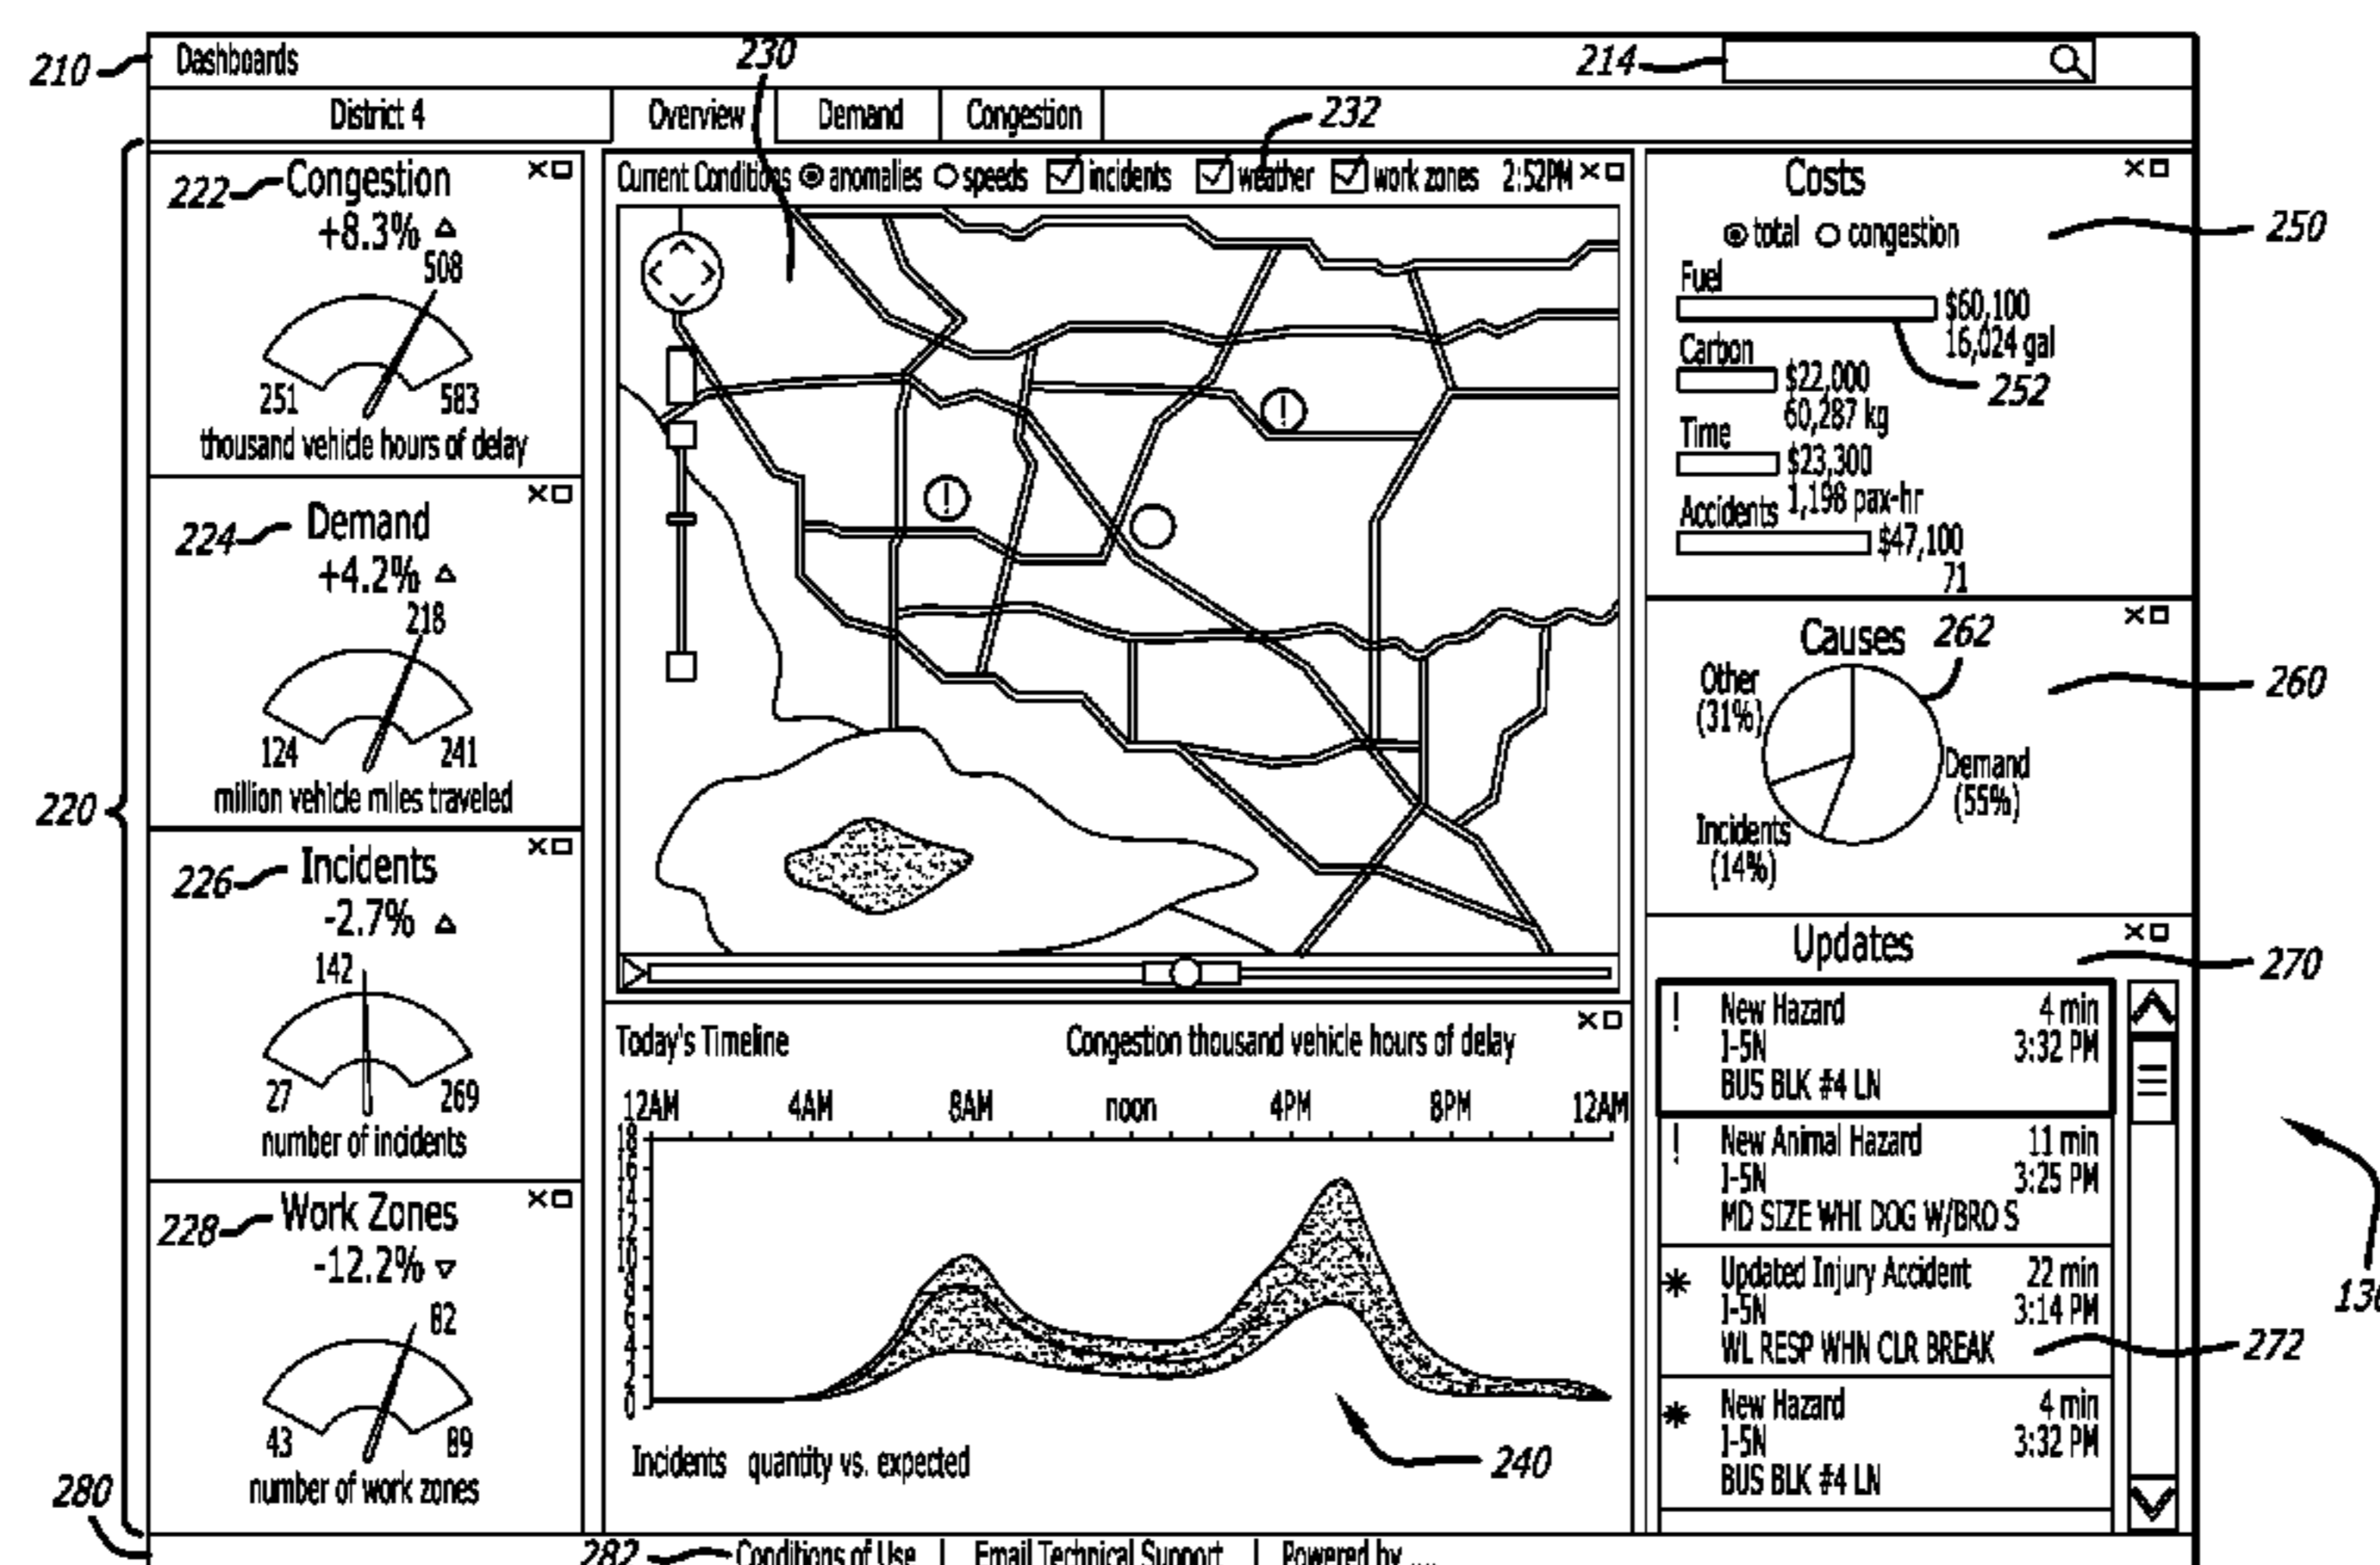 210
Dashboards
230
214
District 4
Overview
Demand
Congestion
232
220
222
Congestion
+8.3%
508
251
583
thousand vehicle hours of delay
224
Demand
+4.2%
218
124
241
million vehicle miles traveled
226
Incidents
-2.7%
142
27
269
number of incidents
228
Work Zones
-12.2%
82
43
89
number of work zones
Current Conditions anomalies speeds incidents weather work zones 2:52PM
Today's Timeline
Congestion thousand vehicle hours of delay
12AM 4AM 8AM noon 4PM 8PM 12AM
18
10
4
2
0
Incidents quantity vs. expected
240
Costs
total congestion
250
Fuel
$60,100
16,024 gal
252
Carbon
$22,000
60,287 kg
Time
$23,300
1,198 pax-hr
Accidents
$47,100
71
Causes
262
260
Other
(31%)
Demand
(55%)
Incidents
(14%)
Updates
270
! New Hazard 4 min
I-5N 3:32 PM
BUS BLK #4 LN
! New Animal Hazard 11 min
I-5N 3:25 PM
MD SIZE WHI DOG W/BRO S
Updated Injury Accident 22 min
I-5N 3:14 PM
WL RESP WHN CLR BREAK
272
New Hazard 4 min
I-5N 3:32 PM
BUS BLK #4 LN
280
282
Conditions of Use | Email Technical Support | Powered by ...